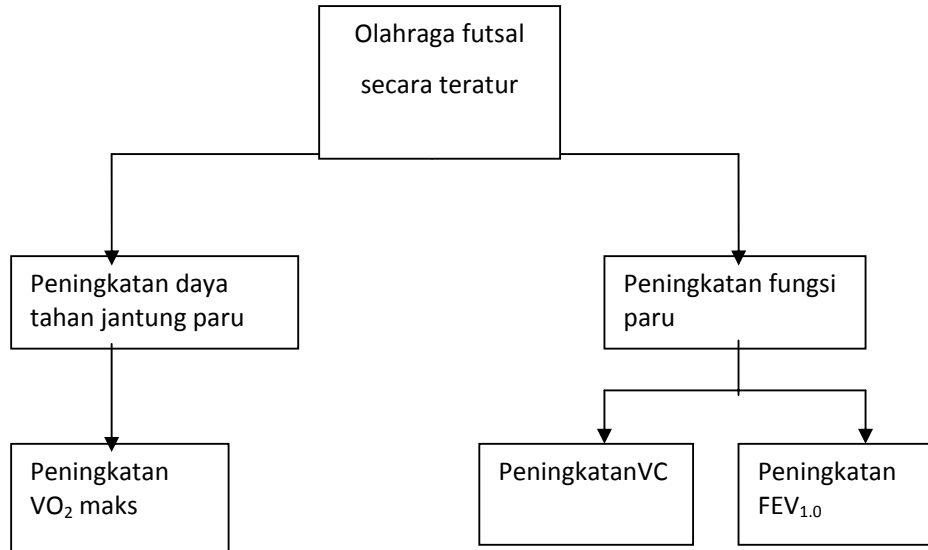 Olahraga futsal
secara teratur
Peningkatan daya
tahan jantung paru
Peningkatan fungsi
paru
Peningkatan
VO₂ maks
PeningkatanVC
Peningkatan
FEV₁.₀